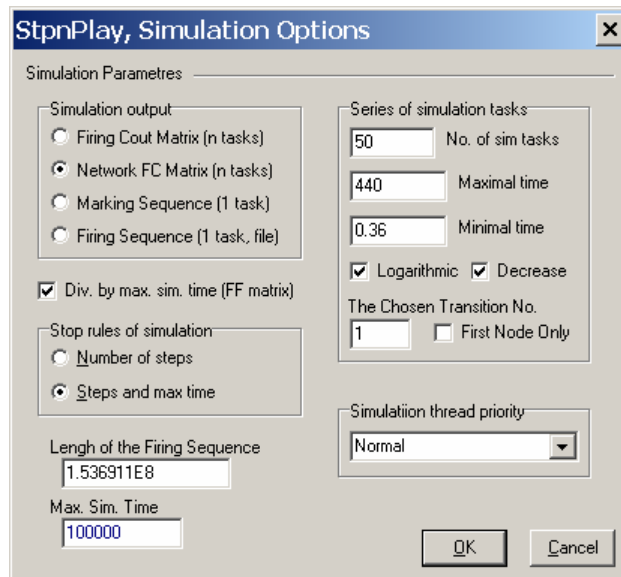 StpnPlay, Simulation Options
Simulation Parametres
Simulation output
Firing Cout Matrix (n tasks)
Network FC Matrix (n tasks)
Marking Sequence (1 task)
Firing Sequence (1 task, file)
Div. by max. sim. time (FF matrix)
Stop rules of simulation
Number of steps
Steps and max time
Lengh of the Firing Sequence
1.536911E8
Max. Sim. Time
100000
Series of simulation tasks
50 No. of sim tasks
440 Maximal time
0.36 Minimal time
Logarithmic Decrease
The Chosen Transition No.
1 First Node Only
Simulatiion thread priority
Normal
OK Cancel